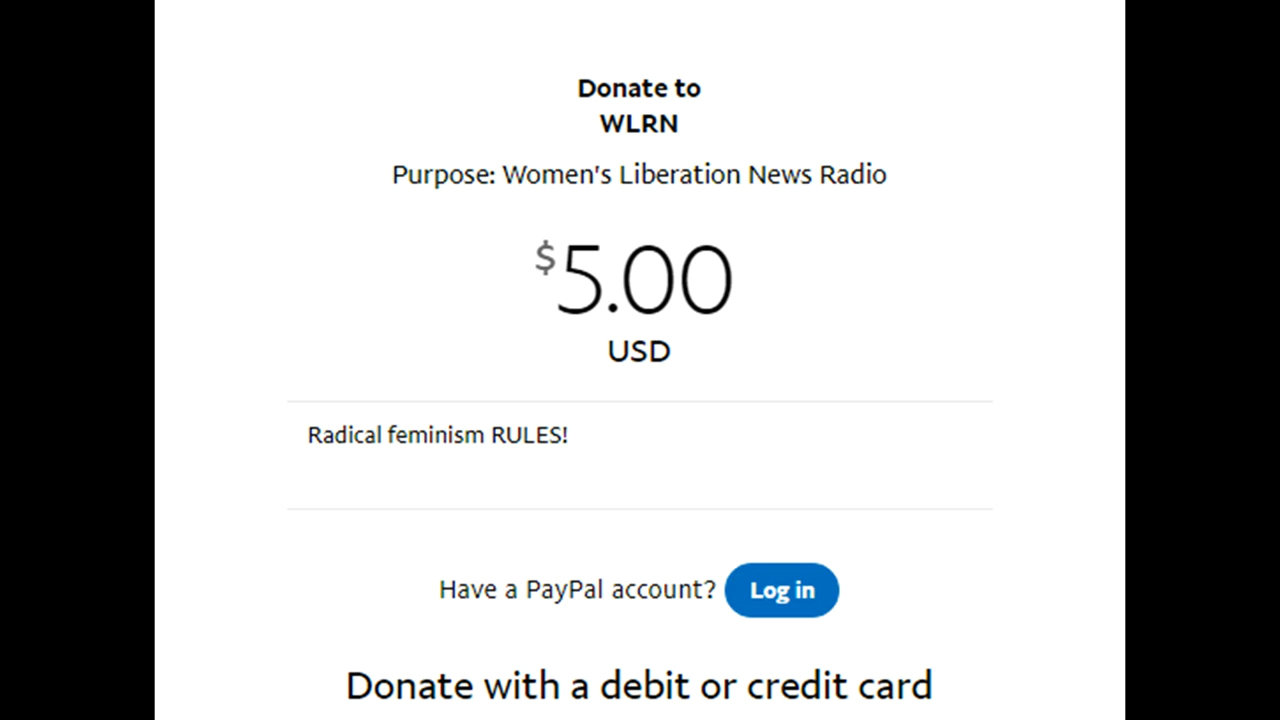 Donate to
WLRN
Purpose: Women's Liberation News Radio
$5.00
USD
Radical feminism RULES!
Have a PayPal account? Log in
Donate with a debit or credit card